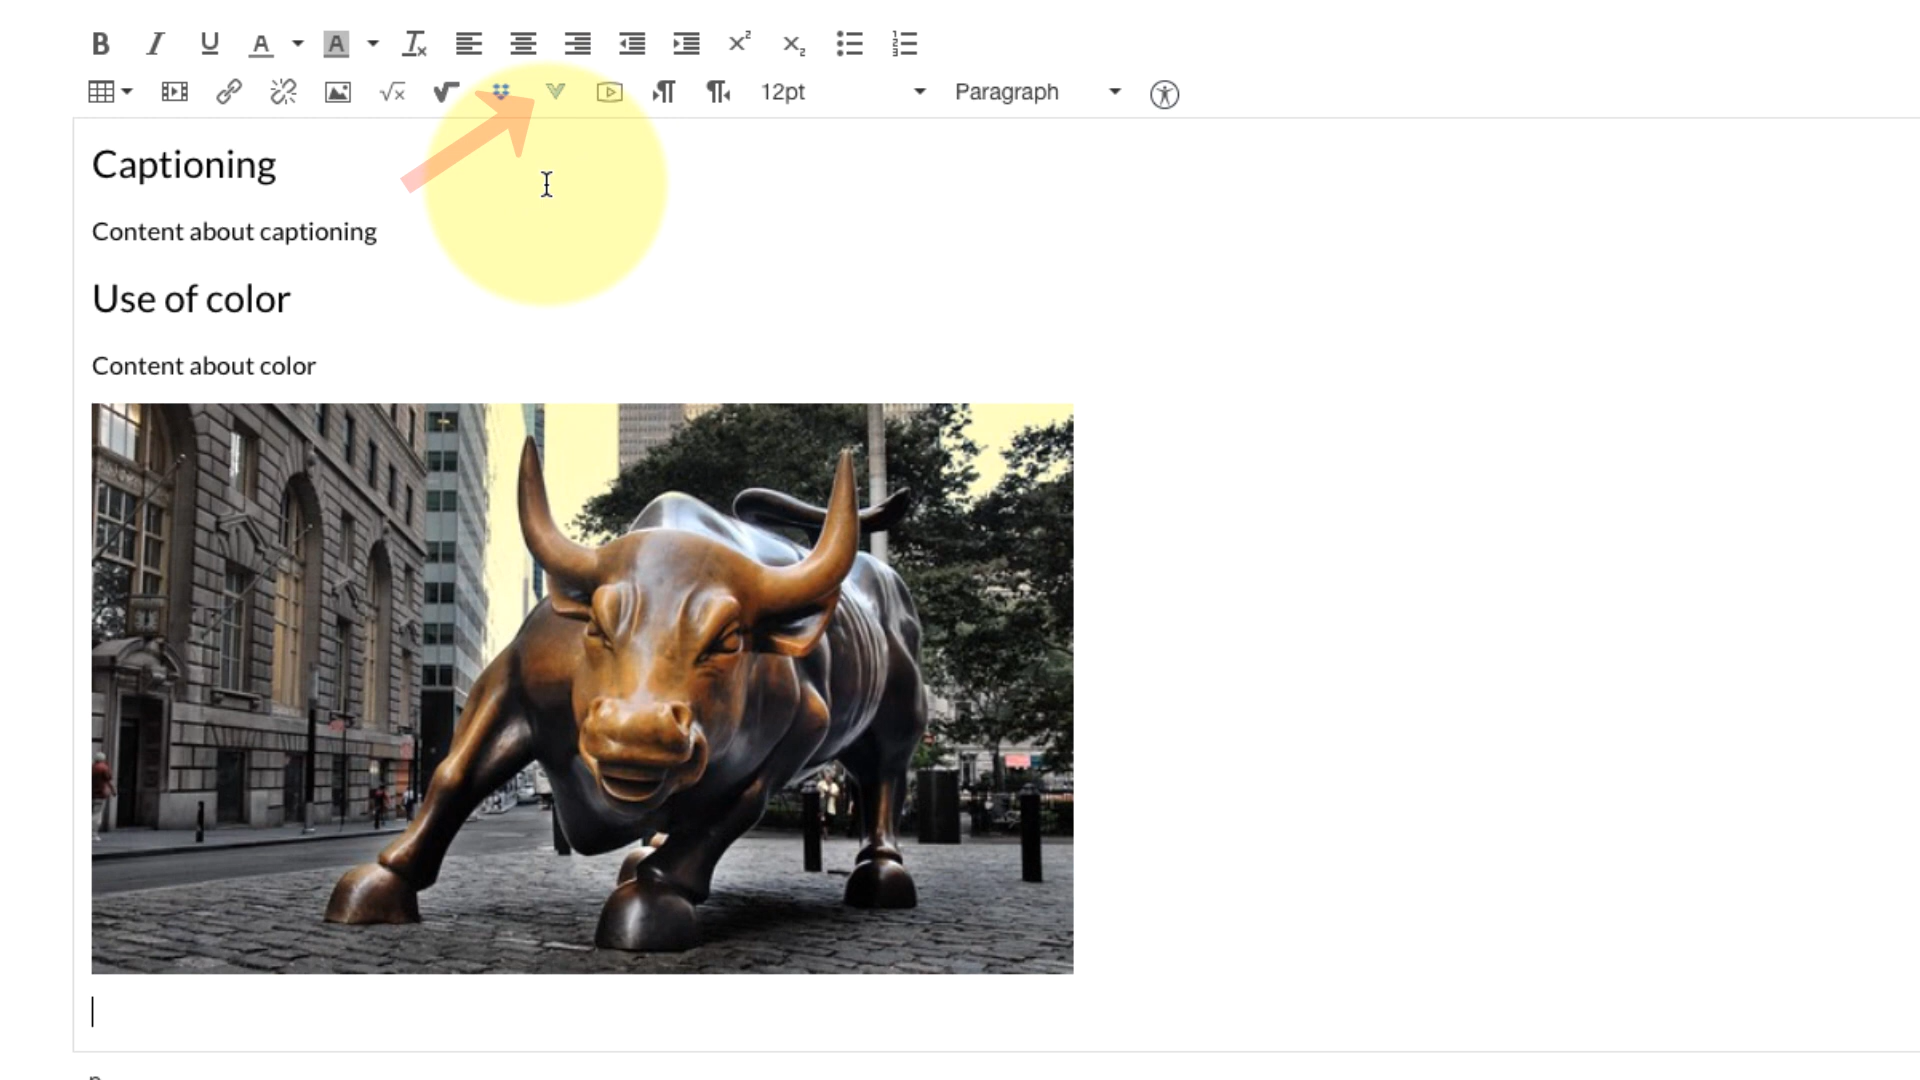 12pt
Paragraph
Captioning
Content about captioning
Use of color
Content about color